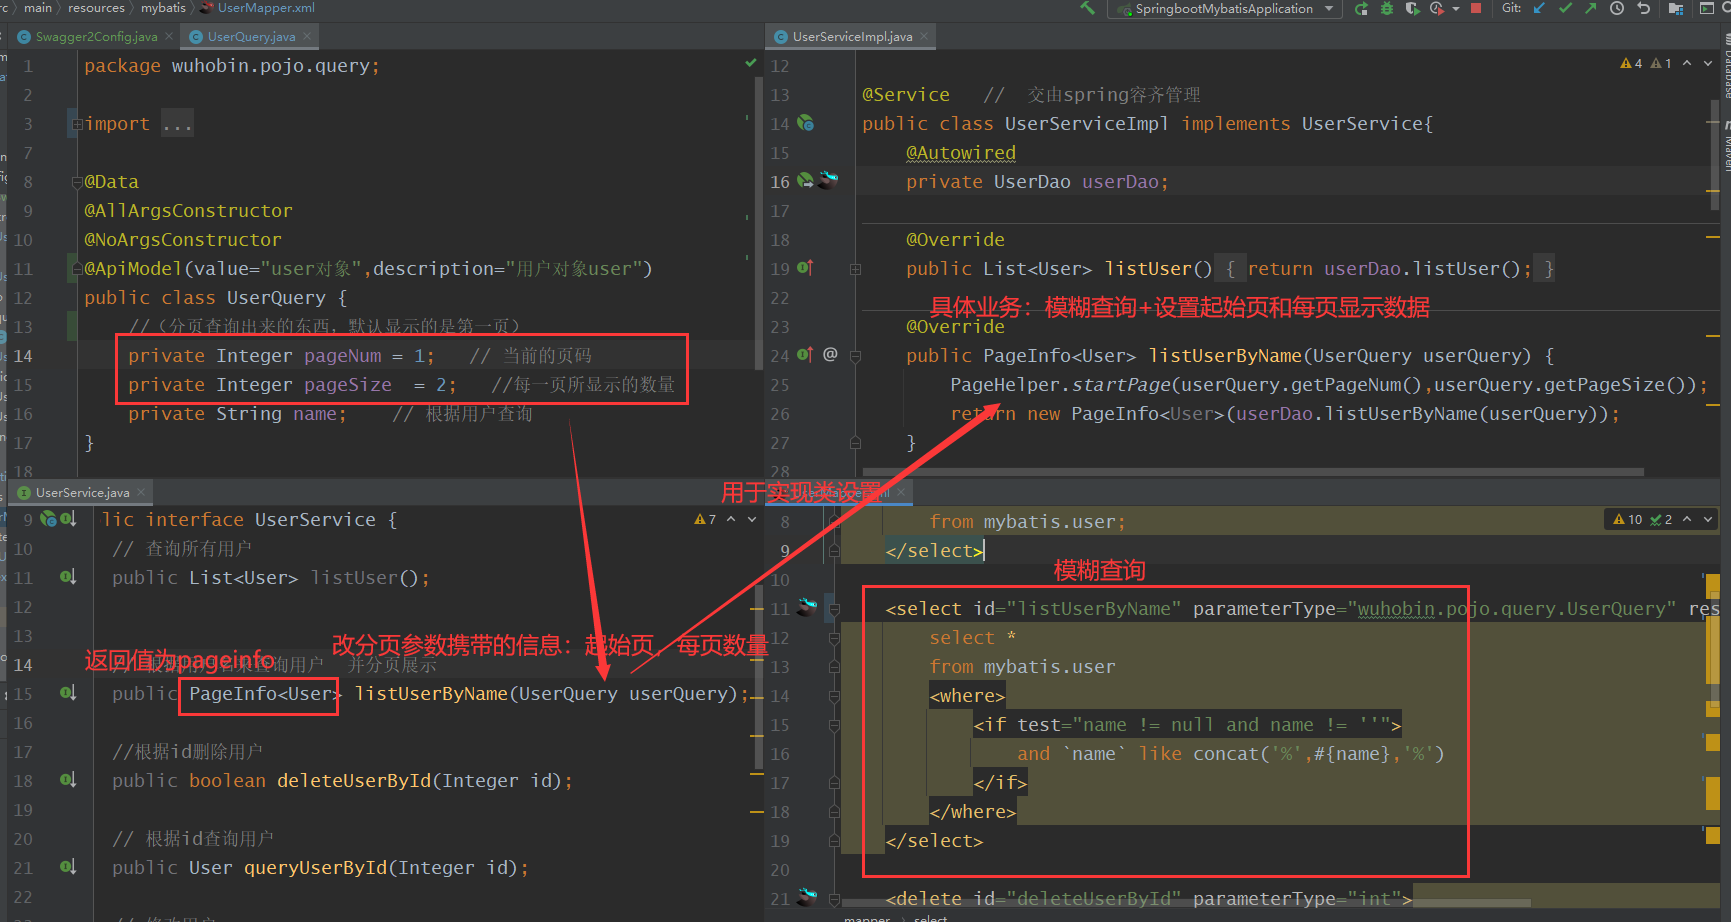 main > resources > mybatis > UserMapper.xml
SpringbootMybatisApplication
Git:
Swagger2Config.java
UserQuery.java
1 package wuhobin.pojo.query;
2
3 import ...
7
8 @Data
9 @AllArgsConstructor
10 @NoArgsConstructor
11 @ApiModel(value="user对象",description="用户对象user")
12 public class UserQuery {
13 //（分页查询出来的东西，默认显示的是第一页）
14 private Integer pageNum = 1; // 当前的页码
15 private Integer pageSize = 2; //每一页所显示的数量
16 private String name; // 根据用户查询
17 }
18
UserServiceImpl.java
4 1
12
13 @Service // 交由spring容齐管理
14 public class UserServiceImpl implements UserService{
15 @Autowired
16 private UserDao userDao;
17
18 @Override
19 public List<User> listUser() { return userDao.listUser(); }
22
具体业务：模糊查询+设置起始页和每页显示数据
23 @Override
24 public PageInfo<User> listUserByName(UserQuery userQuery) {
25 PageHelper.startPage(userQuery.getPageNum(),userQuery.getPageSize());
26 return new PageInfo<User>(userDao.listUserByName(userQuery));
27 }
28
Database
Maven
UserService.java
7
9 lic interface UserService {
10 // 查询所有用户
11 public List<User> listUser();
12
13
改分页参数携带的信息：起始页，每页数量
返回值为pageinfo
14 用户 并分页展示
15 public PageInfo<User> listUserByName(UserQuery userQuery);
16
17 //根据id删除用户
18 public boolean deleteUserById(Integer id);
19
20 // 根据id查询用户
21 public User queryUserById(Integer id);
22
用于实现类设置
10 2
8 from mybatis.user;
9 </select>
10
模糊查询
11 <select id="listUserByName" parameterType="wuhobin.pojo.query.UserQuery" res
12 select *
13 from mybatis.user
14 <where>
15 <if test="name != null and name != ''">
16 and `name` like concat('%',#{name},'%')
17 </if>
18 </where>
19 </select>
20
21 <delete id="deleteUserById" parameterType="int">
mapper > select